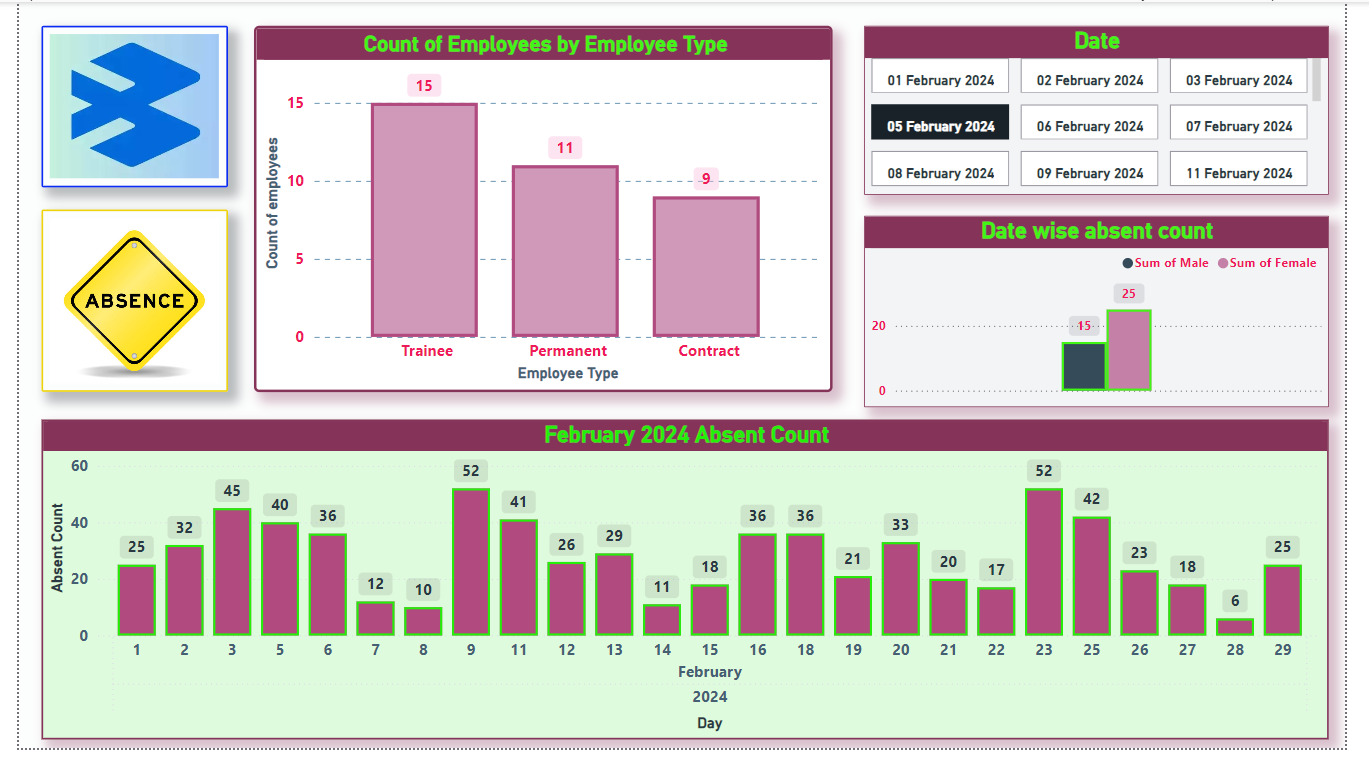 Count of Employees by Employee Type
15
15
11
10
9
5
0
Count of employees
Trainee Permanent Contract
Employee Type
ABSENCE
Date
01 February 2024 02 February 2024 03 February 2024
05 February 2024 06 February 2024 07 February 2024
08 February 2024 09 February 2024 11 February 2024
Date wise absent count
Sum of Male Sum of Female
25
20 15
0
February 2024 Absent Count
Absent Count
60
40
20
0
25 32 45 40 36 12 10 52 41 26 29 11 18 36 36 21 33 20 17 52 42 23 18 6 25
1 2 3 5 6 7 8 9 11 12 13 14 15 16 18 19 20 21 22 23 25 26 27 28 29
February
2024
Day